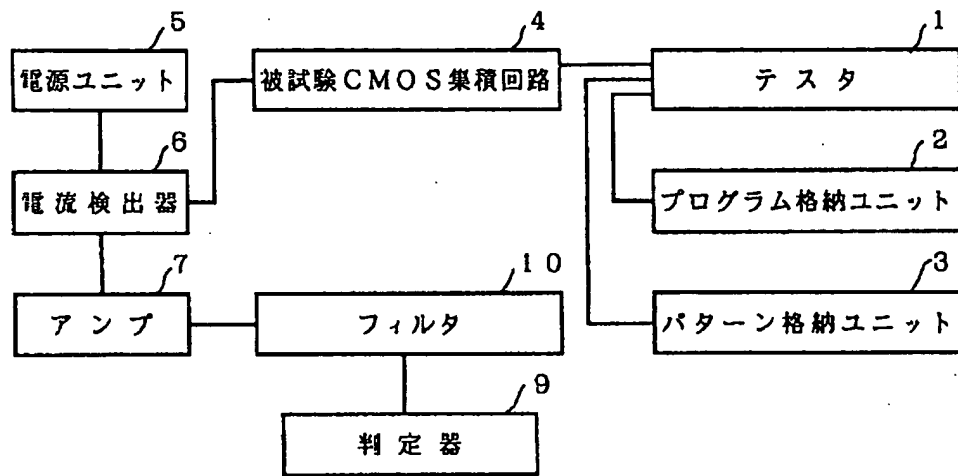 5
電源ユニット
4
被試験CMOS集積回路
1
テスタ
6
電流検出器
2
プログラム格納ユニット
7
アンプ
10
フィルタ
3
パターン格納ユニット
9
判定器